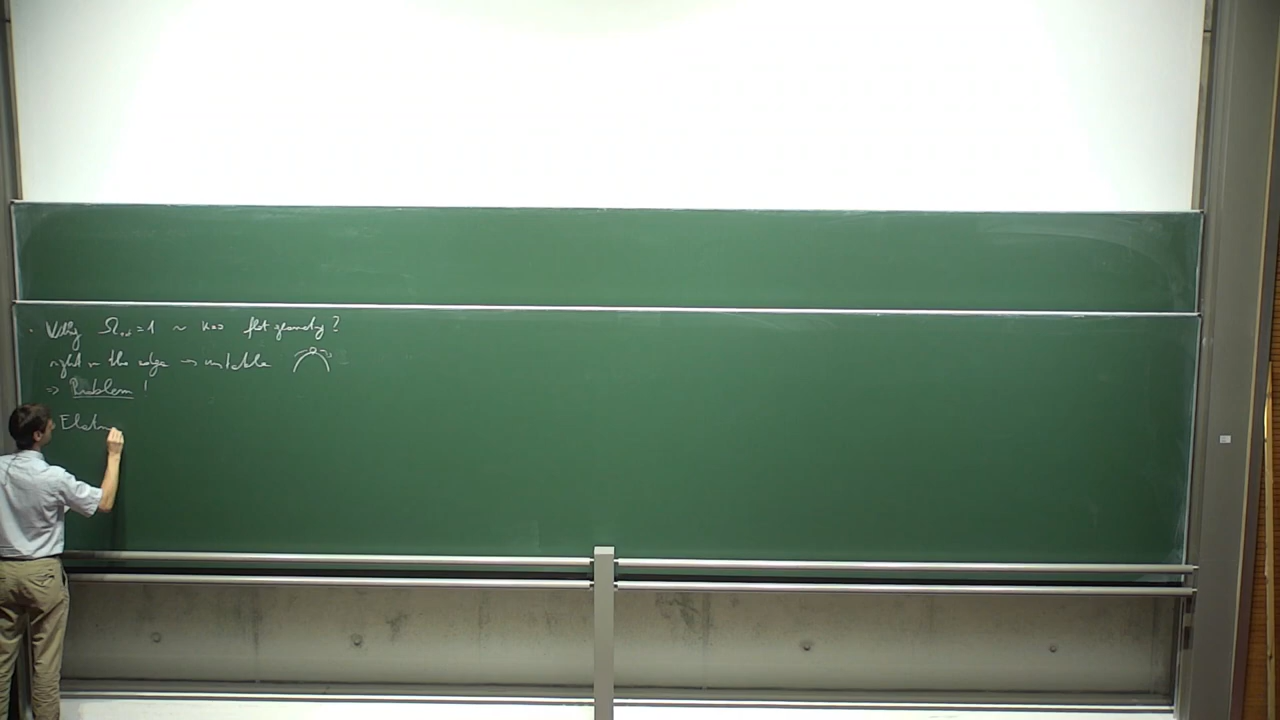 · Why Ω_tot = 1 ~ k=0 flat geometry?
right on the edge → unstable
⇒ Problem!